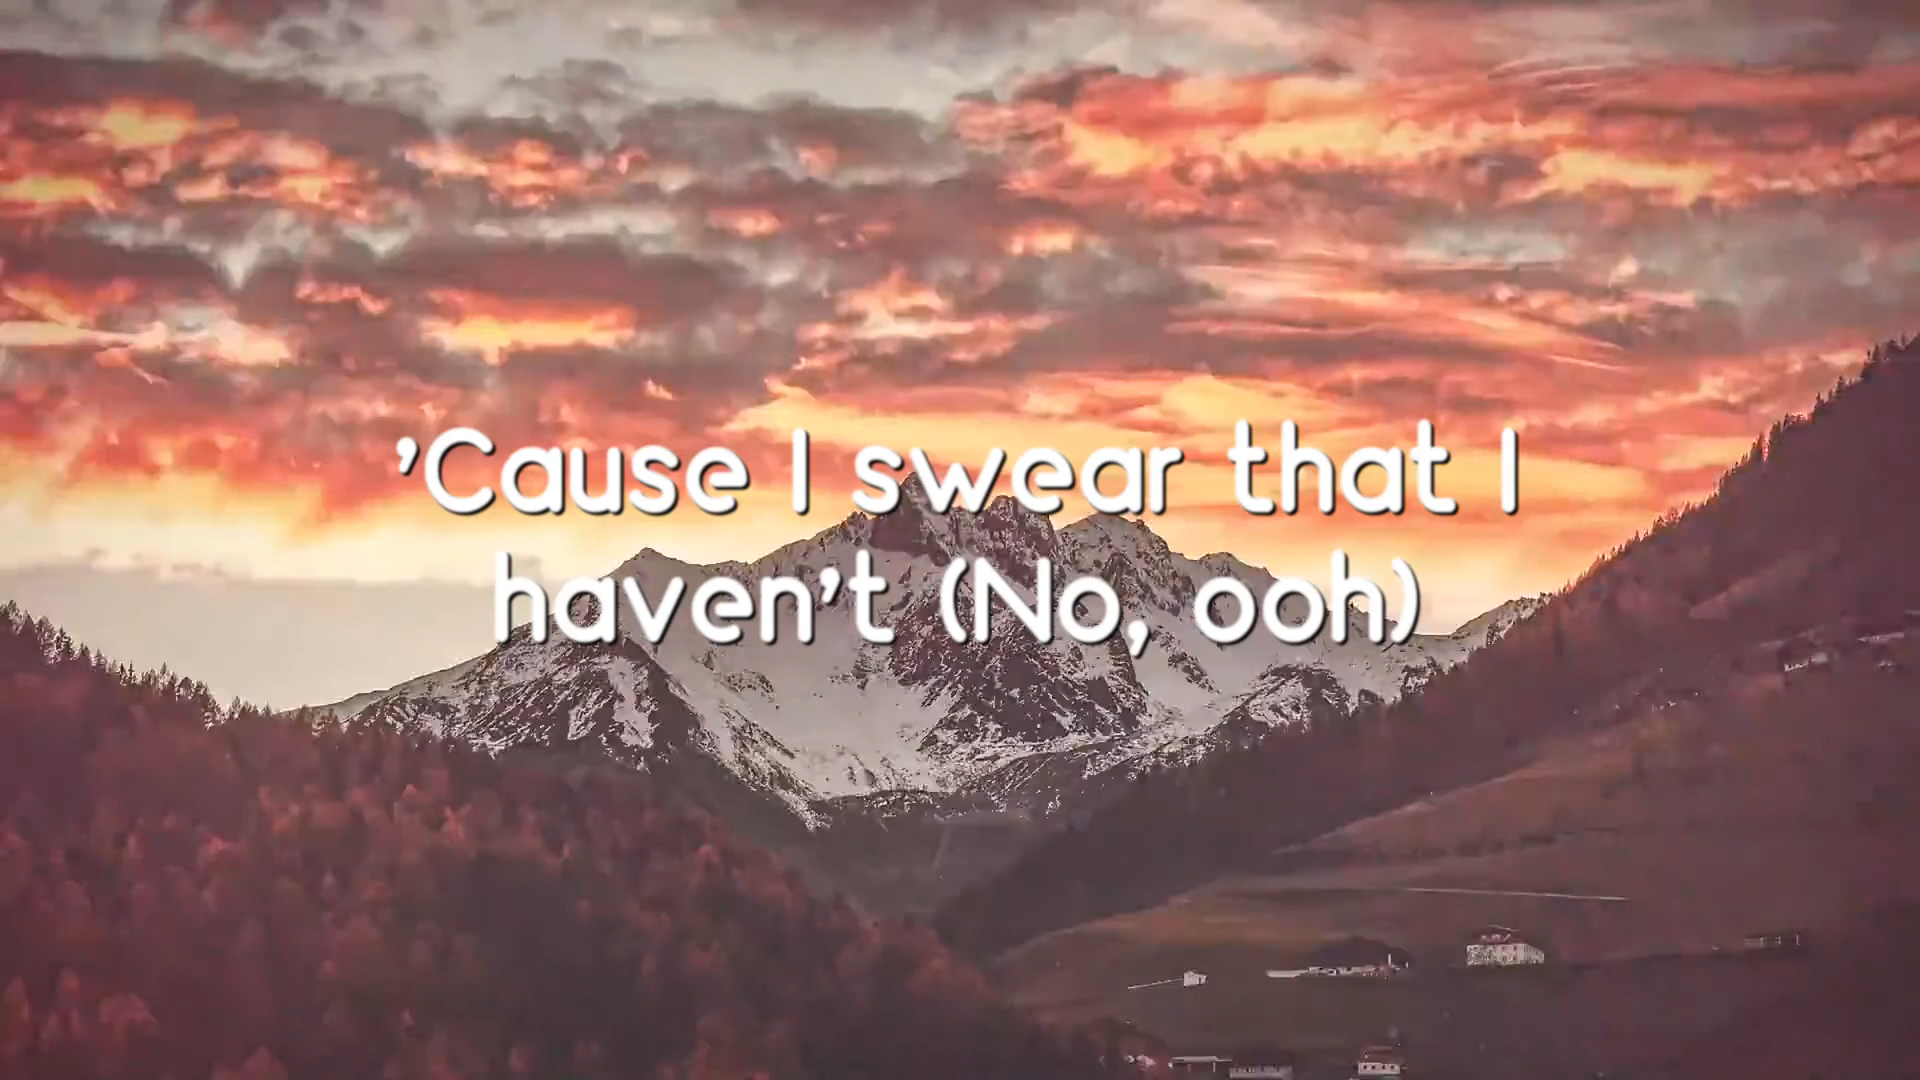 'Cause I swear that I
haven't (No, ooh)